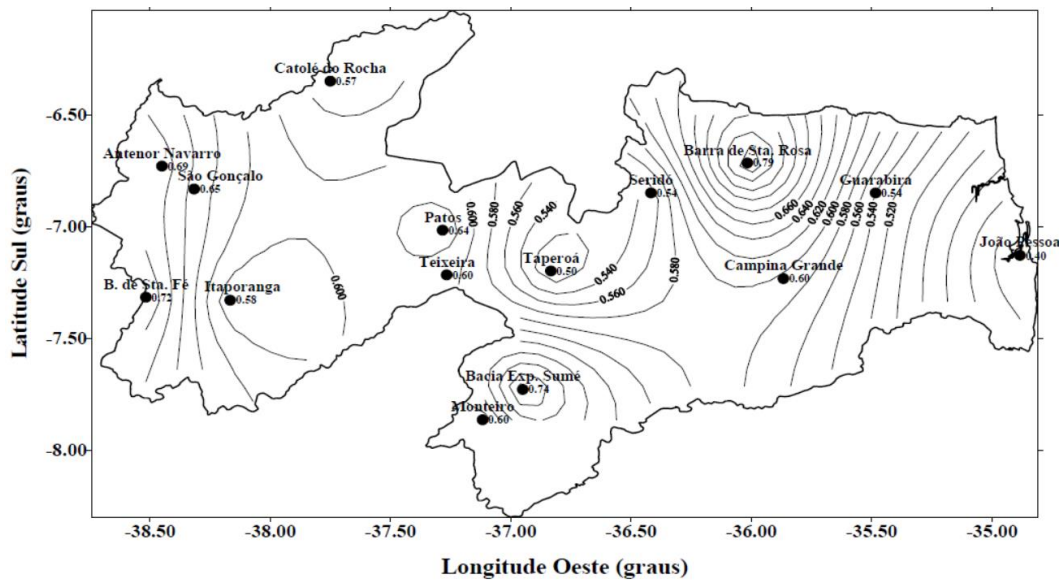 Catolé do Rocha
0.57
-6.50
Antenor Navarro
0.69
São Gonçalo
0.65
Barra de Sta. Rosa
0.79
Seridó
0.54
Guarabira
0.54
0.660
0.640
0.620
0.600
0.580
0.560
0.540
0.520
-7.00
Patos
0.64
0.600
0.580
0.560
0.540
João Pessoa
0.40
Teixeira
0.60
Taperoá
0.50
0.540
0.560
0.580
Campina Grande
0.60
B. de Sta. Fé
0.72
Itaporanga
0.58
0.600
-7.50
Bacia Exp. Sumé
0.74
Monteiro
0.60
-8.00
Latitude Sul (graus)
-38.50 -38.00 -37.50 -37.00 -36.50 -36.00 -35.50 -35.00
Longitude Oeste (graus)